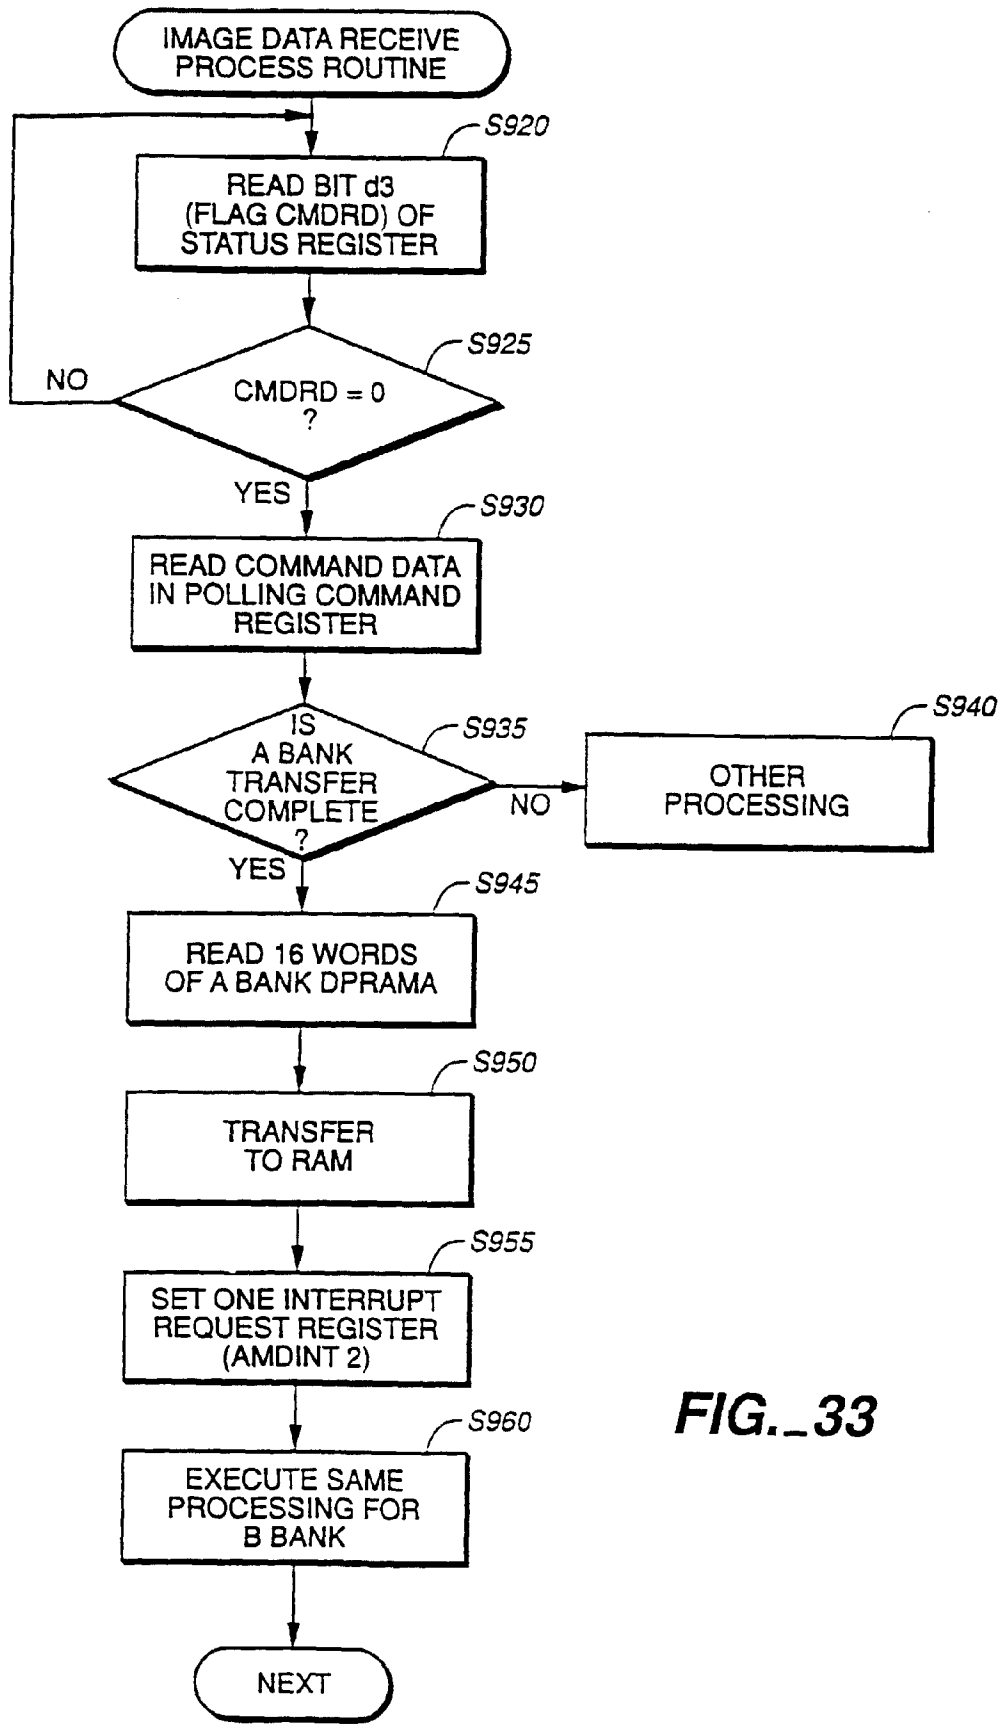 IMAGE DATA RECEIVE
PROCESS ROUTINE
S920
READ BIT d3
(FLAG CMDRD) OF
STATUS REGISTER
S925
NO
CMDRD = 0
?
YES
S930
READ COMMAND DATA
IN POLLING COMMAND
REGISTER
S935
IS
A BANK
TRANSFER
COMPLETE
?
NO
S940
OTHER
PROCESSING
YES
S945
READ 16 WORDS
OF A BANK DPRAMA
S950
TRANSFER
TO RAM
S955
SET ONE INTERRUPT
REQUEST REGISTER
(AMDINT 2)
S960
EXECUTE SAME
PROCESSING FOR
B BANK
NEXT
FIG._33